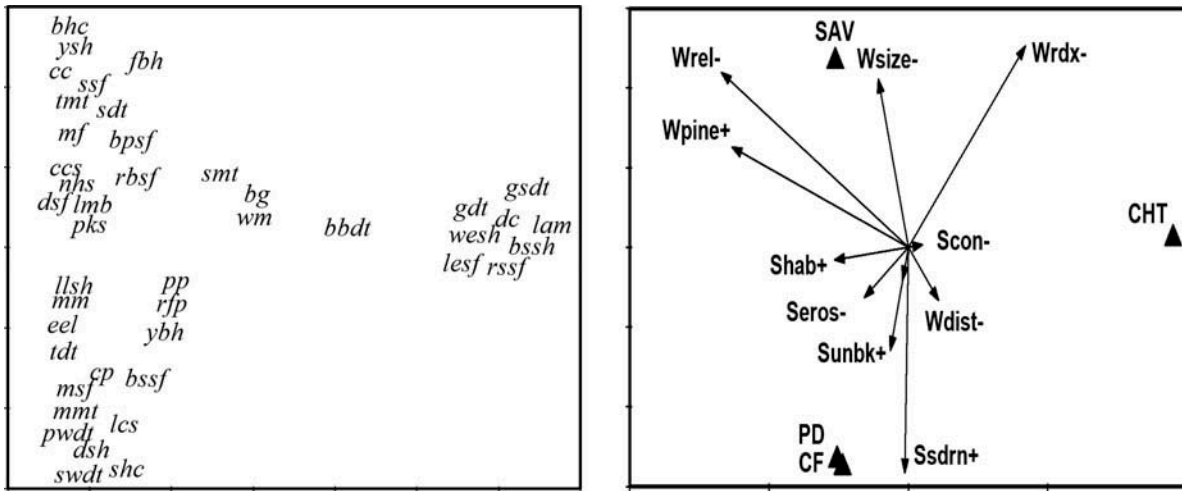 bhc
ysh
fbh
cc
ssf
tmt
sdt
mf
bpsf
ccs
nhs
rbsf
smt
dsf
lmb
bg
pks
wm
bbdt
gsdt
gdt
dc
lam
wesh
bssh
lesf
rssf
llsh
pp
mm
rfp
eel
ybh
tdt
cp
bssf
msf
mmt
lcs
pwdt
dsh
swdt
shc
SAV
Wrel-
Wsize-
Wrdx-
Wpine+
CHT
Scon-
Shab+
Seros-
Wdist-
Sunbk+
PD
CF
Ssdrn+